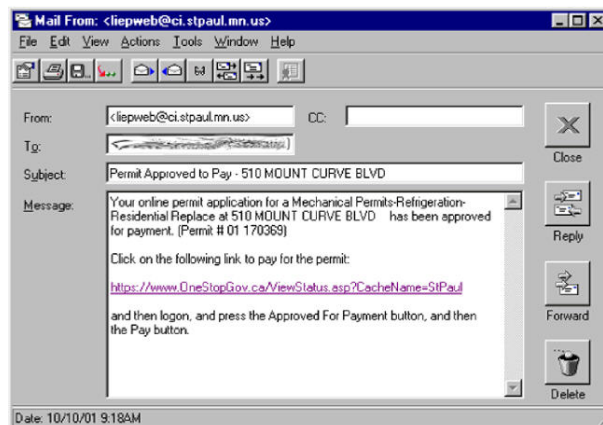 Mail From: <liepweb@ci.stpaul.mn.us>
File Edit View Actions Tools Window Help
From: <liepweb@ci.stpaul.mn.us> CC:
To:
Subject: Permit Approved to Pay - 510 MOUNT CURVE BLVD
Message: Your online permit application for a Mechanical Permits-Refrigeration-
Residential Replace at 510 MOUNT CURVE BLVD has been approved
for payment. (Permit # 01 170369)
Click on the following link to pay for the permit:
https://www.OneStopGov.ca/ViewStatus.asp?CacheName=StPaul
and then logon, and press the Approved For Payment button, and then
the Pay button.
Close
Reply
Forward
Delete
Date: 10/10/01 9:18AM